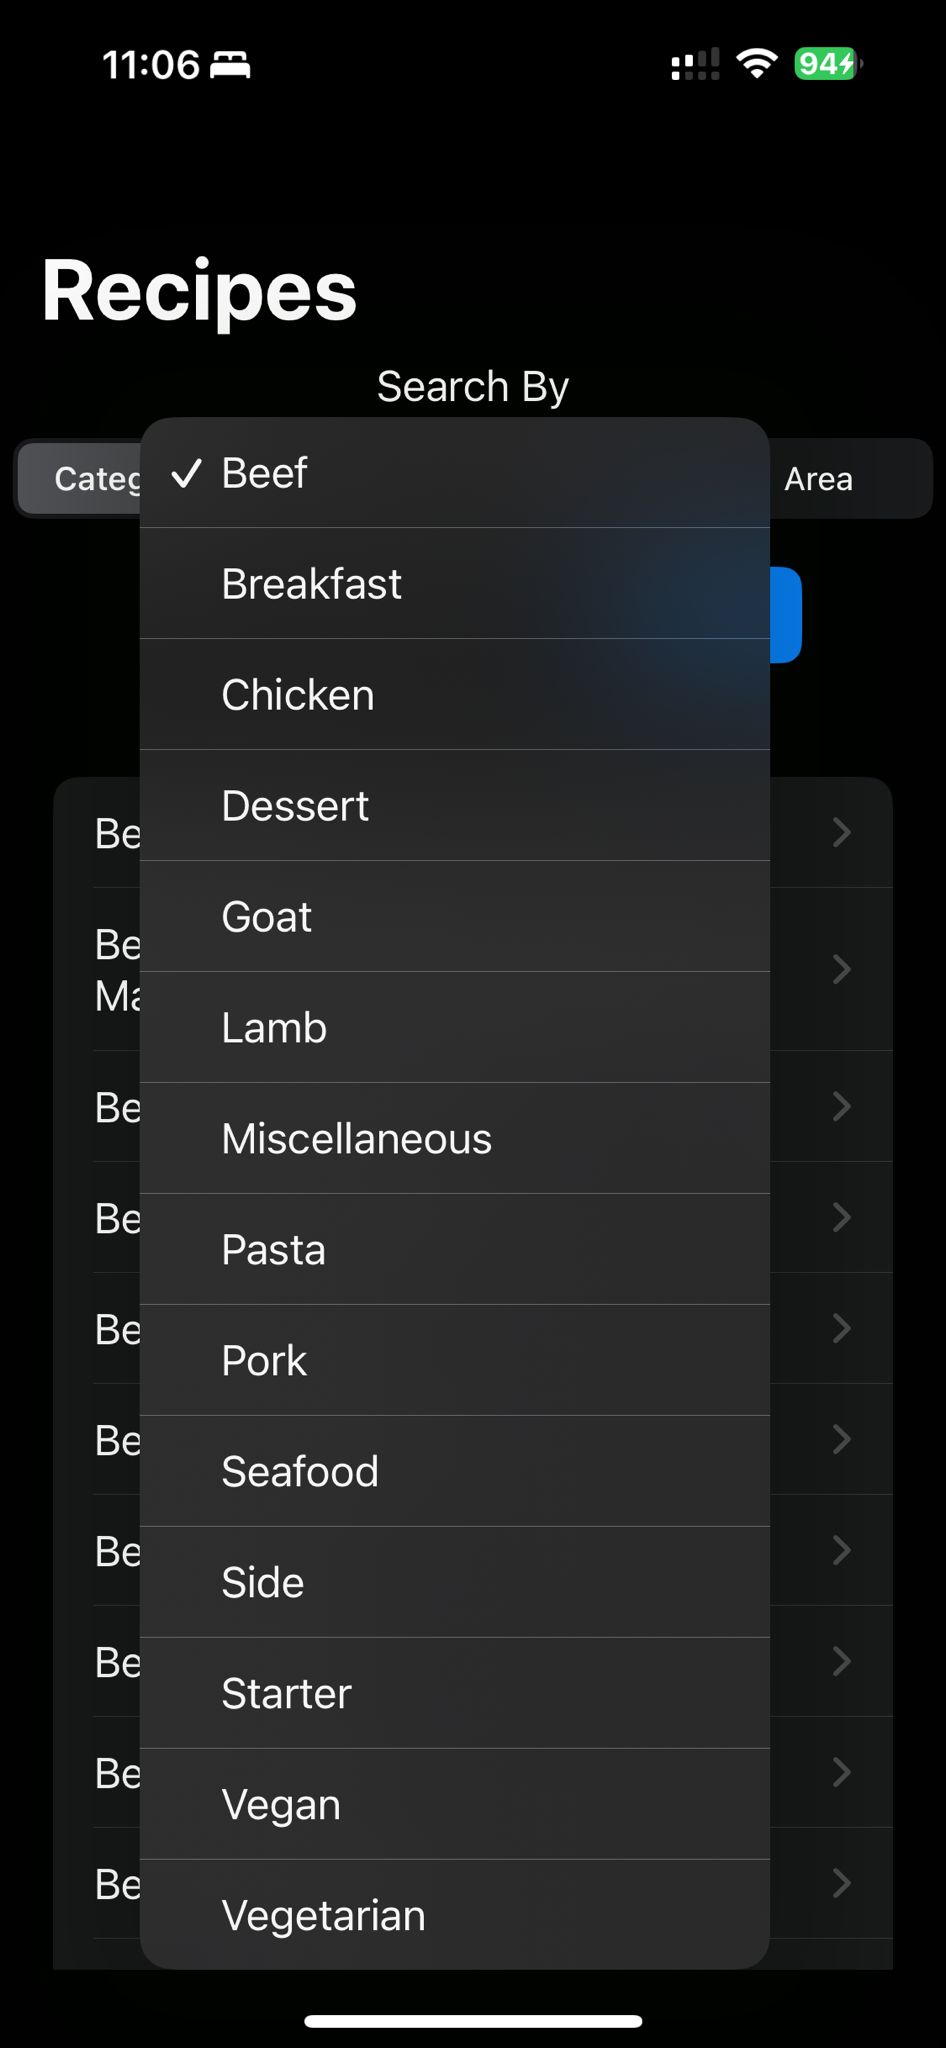 11:06
94
Recipes
Search By
Categ
Area
Beef
Breakfast
Chicken
Dessert
Goat
Lamb
Miscellaneous
Pasta
Pork
Seafood
Side
Starter
Vegan
Vegetarian
Be
Be
Ma
Be
Be
Be
Be
Be
Be
Be
Be